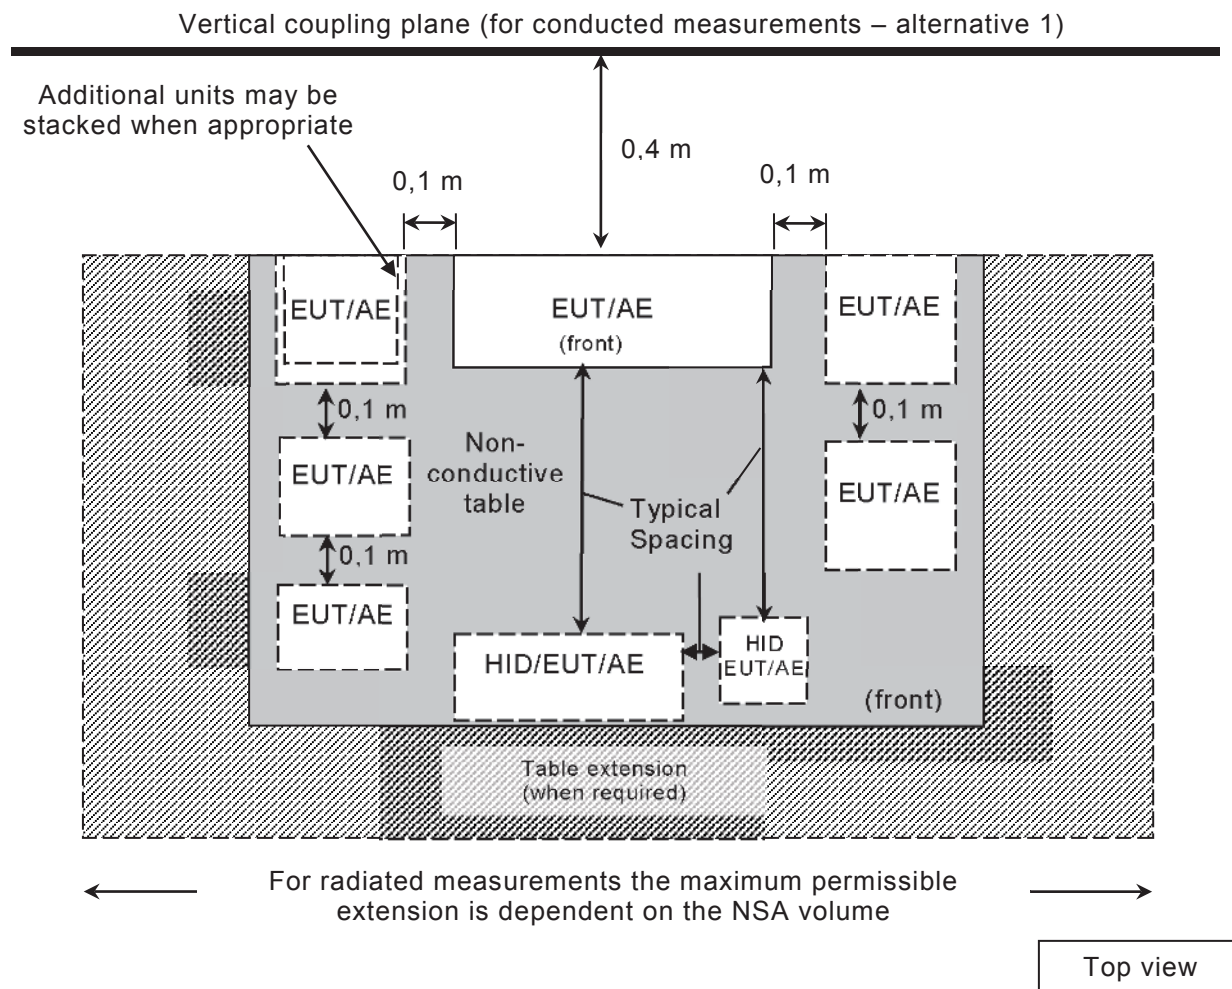 Vertical coupling plane (for conducted measurements – alternative 1)
Additional units may be
stacked when appropriate
0,4 m
0,1 m
0,1 m
EUT/AE
EUT/AE
(front)
EUT/AE
0,1 m
0,1 m
Non-
conductive
table
EUT/AE
EUT/AE
Typical
Spacing
0,1 m
EUT/AE
HID/EUT/AE
HID
EUT/AE
(front)
Table extension
(when required)
For radiated measurements the maximum permissible
extension is dependent on the NSA volume
Top view